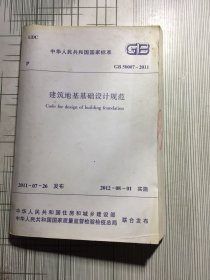 UDC
中华人民共和国国家标准
GB
P
GB 50007-2011
建筑地基基础设计规范
Code for design of building foundation
2011-07-26 发布
2012-08-01 实施
中华人民共和国住房和城乡建设部
中华人民共和国国家质量监督检验检疫总局
联合发布